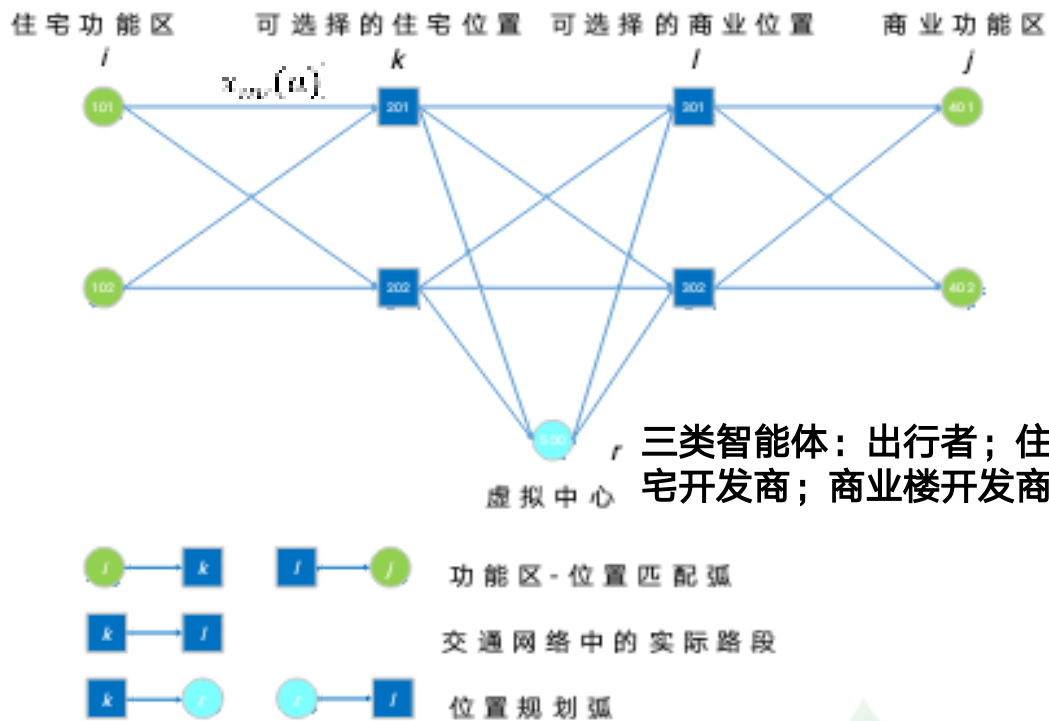 住宅功能区 可选择的住宅位置 可选择的商业位置 商业功能区
i k l j
101 201 301 401
102 202 302 402
r
三类智能体：出行者；住
宅开发商；商业楼开发商
虚拟中心
i k l j 功能区-位置匹配弧
k l 交通网络中的实际路段
k r r l 位置规划弧